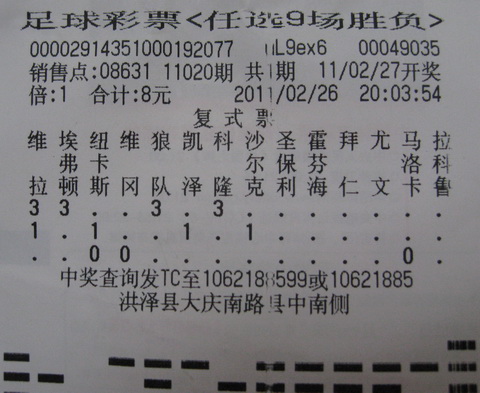 足球彩票<任选9场胜负>
00002914351000192077 uL9ex6 00049035
销售点:08631 11020期 共1期 11/02/27开奖
倍:1 合计:8元 2011/02/26 20:03:54
复式票
维 埃 纽 维 狼 凯 科 沙 圣 霍 拜 尤 马 拉
弗 卡 尔 保 芬 洛 科
拉 顿 斯 冈 队 泽 隆 克 利 海 仁 文 卡 鲁
3 3 . . 3 . 3 . . . . . . .
1 . 1 . . 1 . 1 . . . . . .
. . 0 0 . . . . . . . . 0 .
中奖查询发TC至1062188599或10621885
洪泽县大庆南路县中南侧